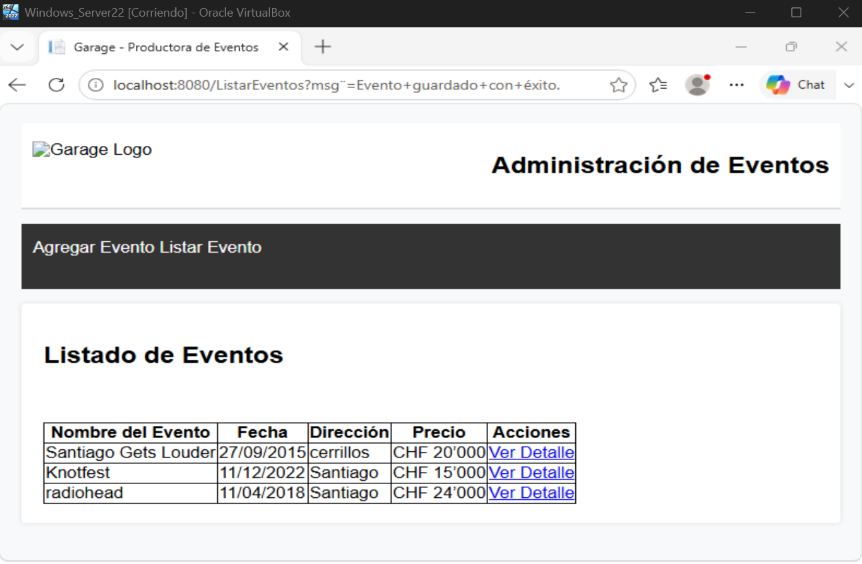 Windows_Server22 [Corriendo] - Oracle VirtualBox
Garage - Productora de Eventos
localhost:8080/ListarEventos?msg¨=Evento+guardado+con+éxito.
Chat
Garage Logo
Administración de Eventos
Agregar Evento Listar Evento
Listado de Eventos
Nombre del Evento Fecha Dirección Precio Acciones
Santiago Gets Louder 27/09/2015 cerrillos CHF 20’000 Ver Detalle
Knotfest 11/12/2022 Santiago CHF 15’000 Ver Detalle
radiohead 11/04/2018 Santiago CHF 24’000 Ver Detalle